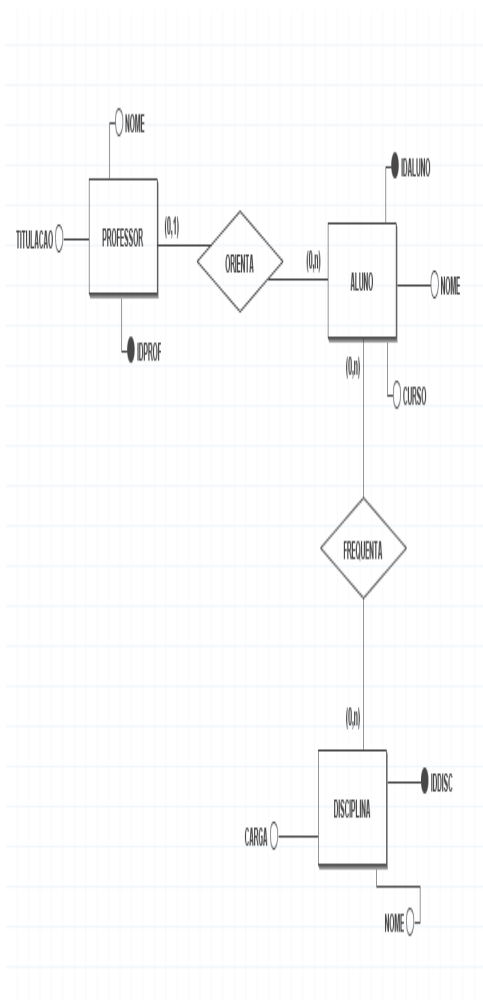 NOME
IDALUNO
(0,1)
TITULACAO
PROFESSOR
ORIENTA
(0,n)
ALUNO
NOME
IDPROF
(0,n)
CURSO
FREQUENTA
(0,n)
DISCIPLINA
IDDISC
CARGA
NOME